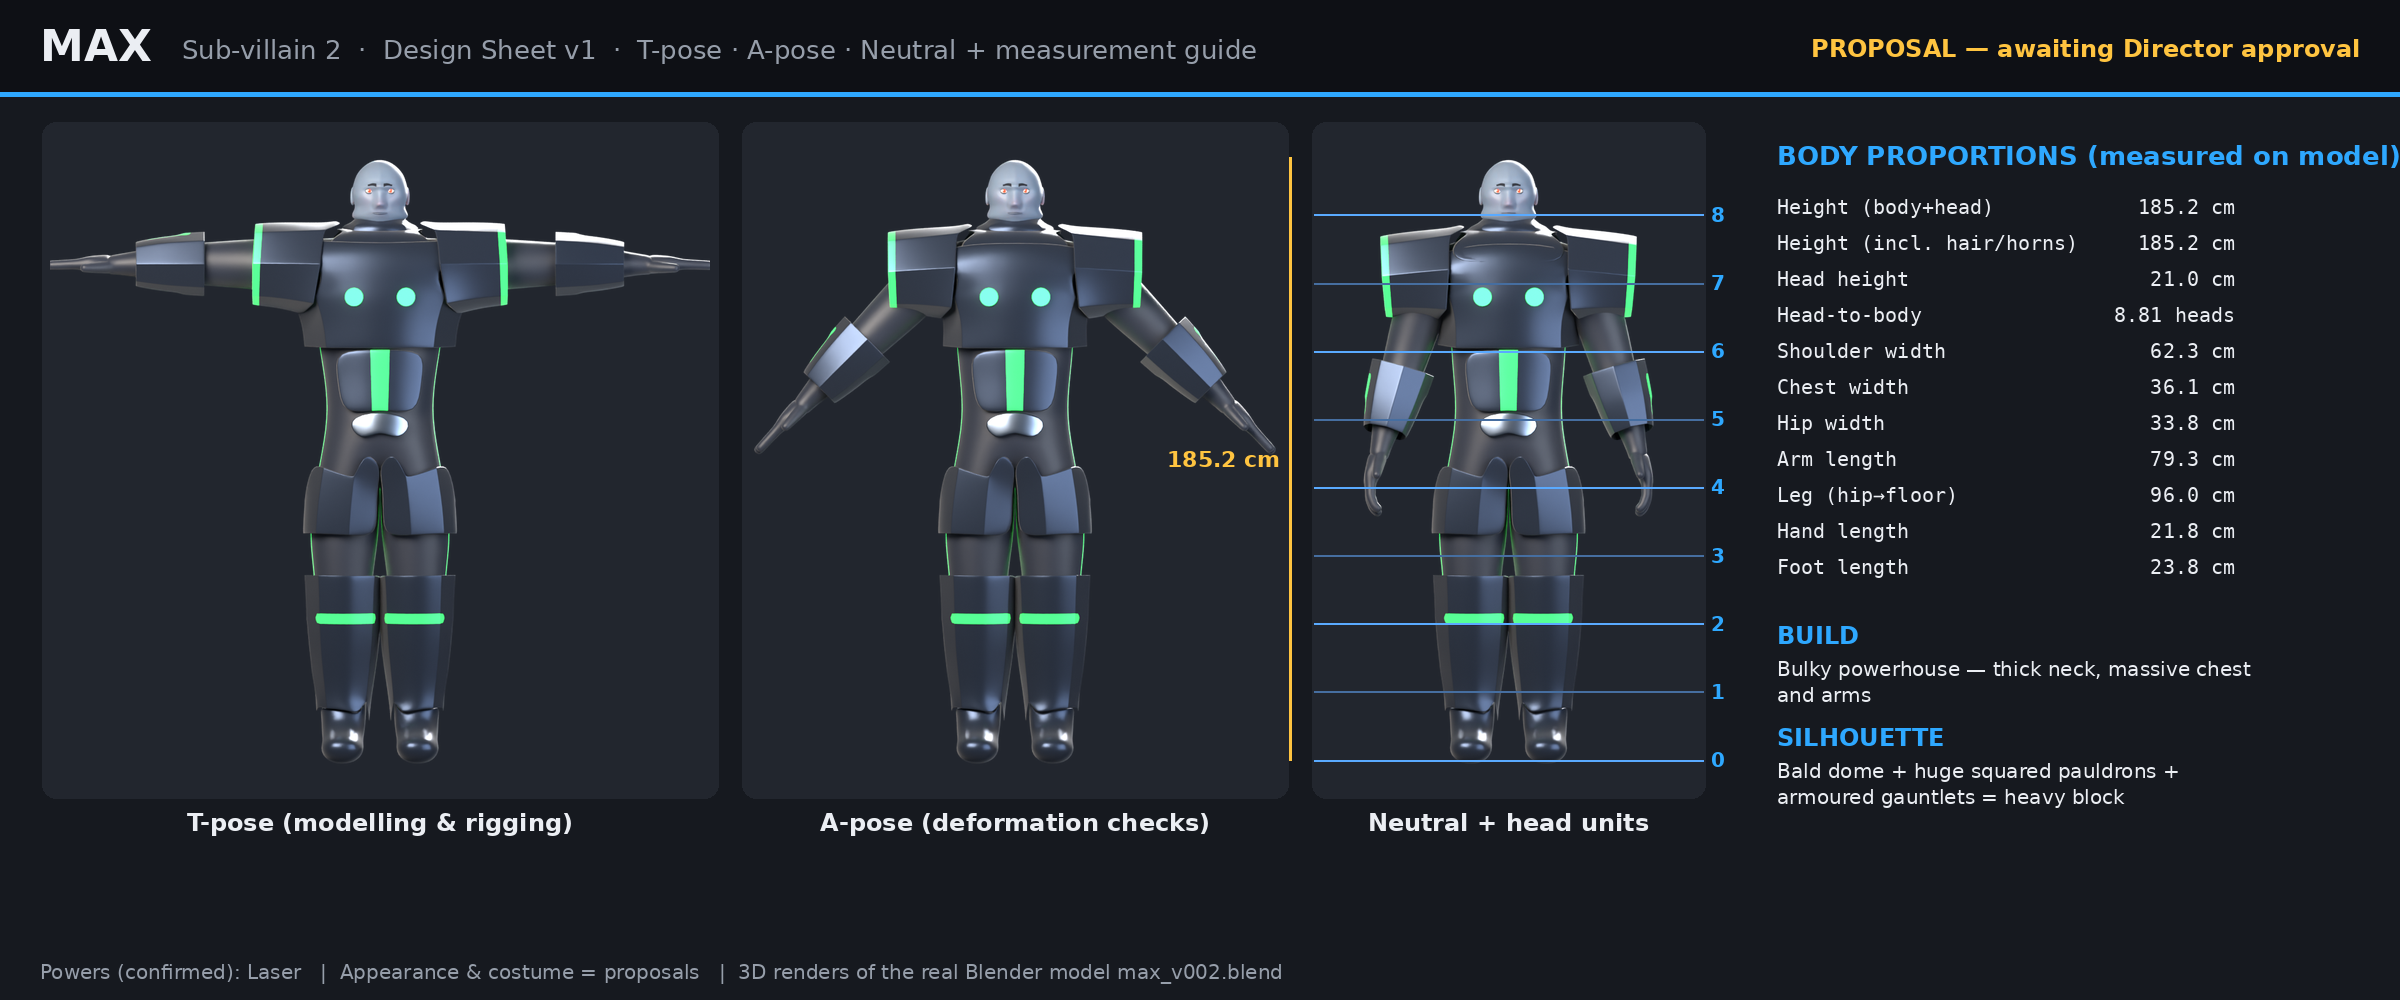 MAX Sub-villain 2 · Design Sheet v1 · T-pose · A-pose · Neutral + measurement guide
PROPOSAL — awaiting Director approval
185.2 cm
8
7
6
5
4
3
2
1
0
T-pose (modelling & rigging)
A-pose (deformation checks)
Neutral + head units
BODY PROPORTIONS (measured on model)
Height (body+head) 185.2 cm
Height (incl. hair/horns) 185.2 cm
Head height 21.0 cm
Head-to-body 8.81 heads
Shoulder width 62.3 cm
Chest width 36.1 cm
Hip width 33.8 cm
Arm length 79.3 cm
Leg (hip→floor) 96.0 cm
Hand length 21.8 cm
Foot length 23.8 cm
BUILD
Bulky powerhouse — thick neck, massive chest
and arms
SILHOUETTE
Bald dome + huge squared pauldrons +
armoured gauntlets = heavy block
Powers (confirmed): Laser | Appearance & costume = proposals | 3D renders of the real Blender model max_v002.blend